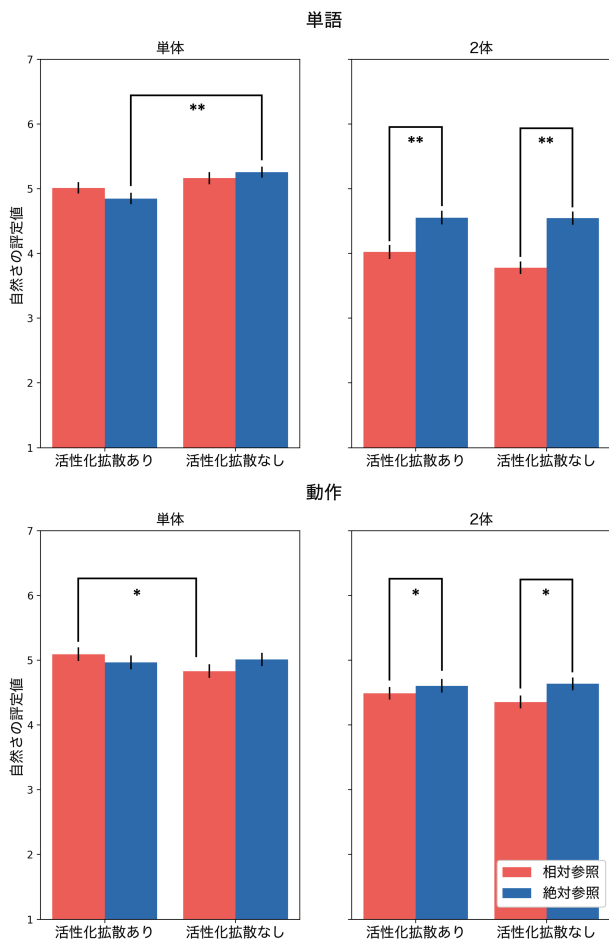 単語
単体
2体
自然さの評定値
7
6
5
4
3
2
1
**
**
**
活性化拡散あり
活性化拡散なし
活性化拡散あり
活性化拡散なし
動作
単体
2体
自然さの評定値
7
6
5
4
3
2
1
*
*
*
相対参照
絶対参照
活性化拡散あり
活性化拡散なし
活性化拡散あり
活性化拡散なし